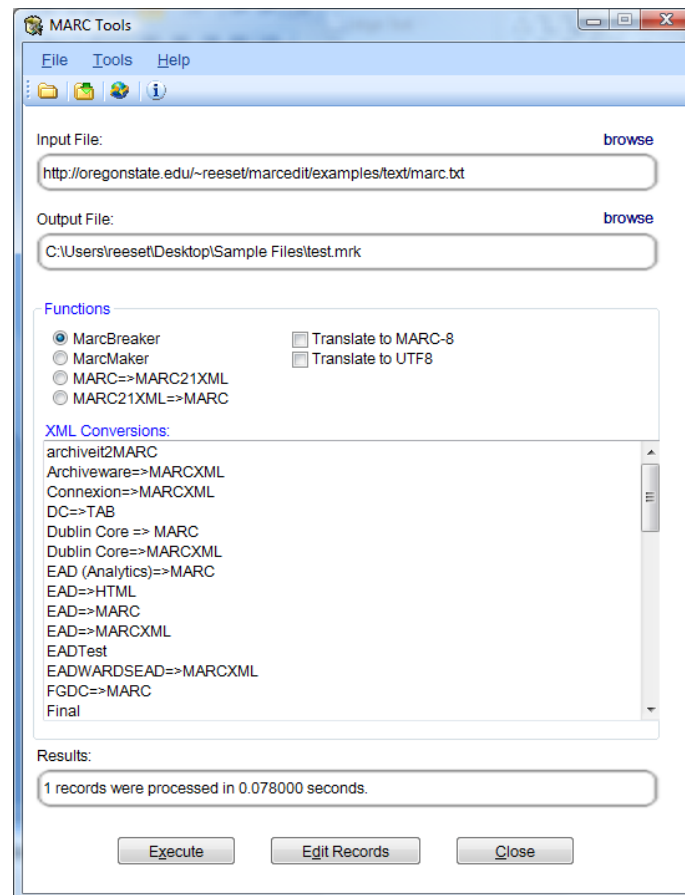 MARC Tools
File Tools Help
Input File: browse
http://oregonstate.edu/~reeset/marcedit/examples/text/marc.txt
Output File: browse
C:\Users\reeset\Desktop\Sample Files\test.mrk
Functions
MarcBreaker Translate to MARC-8
MarcMaker Translate to UTF8
MARC=>MARC21XML
MARC21XML=>MARC
XML Conversions:
archiveit2MARC
Archiveware=>MARCXML
Connexion=>MARCXML
DC=>TAB
Dublin Core => MARC
Dublin Core=>MARCXML
EAD (Analytics)=>MARC
EAD=>HTML
EAD=>MARC
EAD=>MARCXML
EADTest
EADWARDSEAD=>MARCXML
FGDC=>MARC
Final
Results:
1 records were processed in 0.078000 seconds.
Execute Edit Records Close